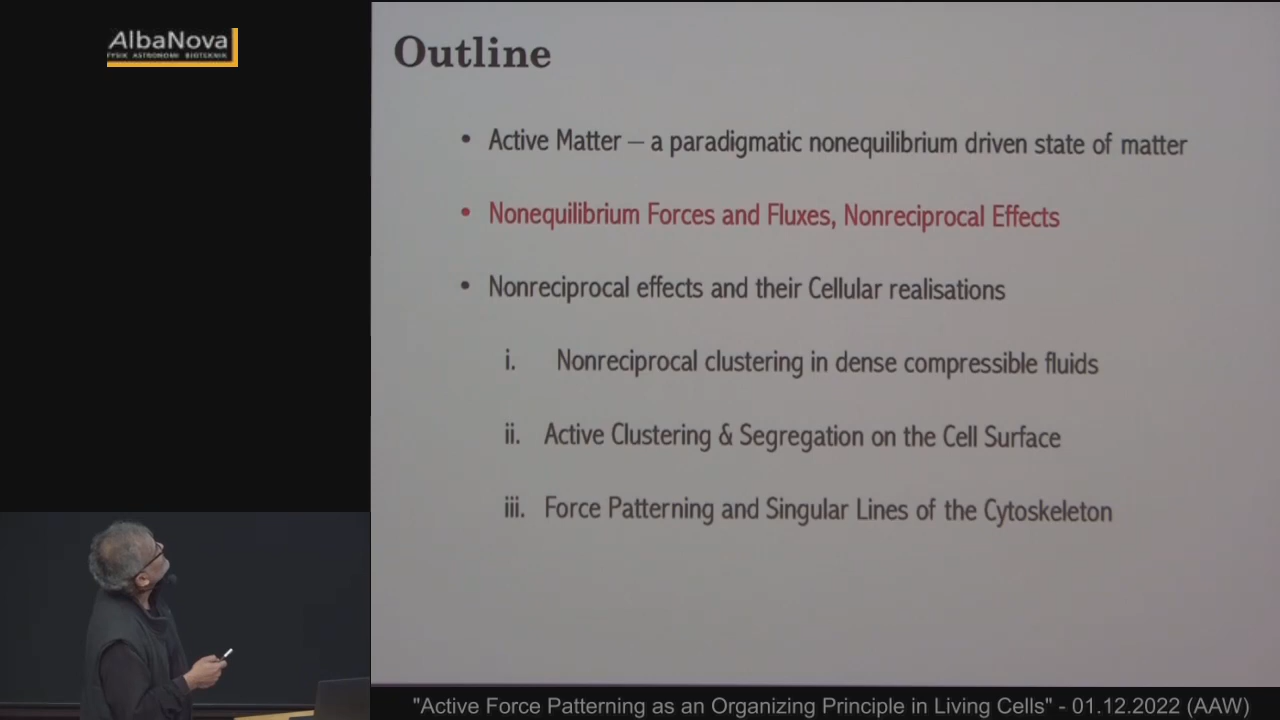 AlbaNova
FYSIK ASTRONOMI BIOTEKNIK
Outline
• Active Matter – a paradigmatic nonequilibrium driven state of matter
• Nonequilibrium Forces and Fluxes, Nonreciprocal Effects
• Nonreciprocal effects and their Cellular realisations
i. Nonreciprocal clustering in dense compressible fluids
ii. Active Clustering & Segregation on the Cell Surface
iii. Force Patterning and Singular Lines of the Cytoskeleton
"Active Force Patterning as an Organizing Principle in Living Cells" - 01.12.2022 (AAW)